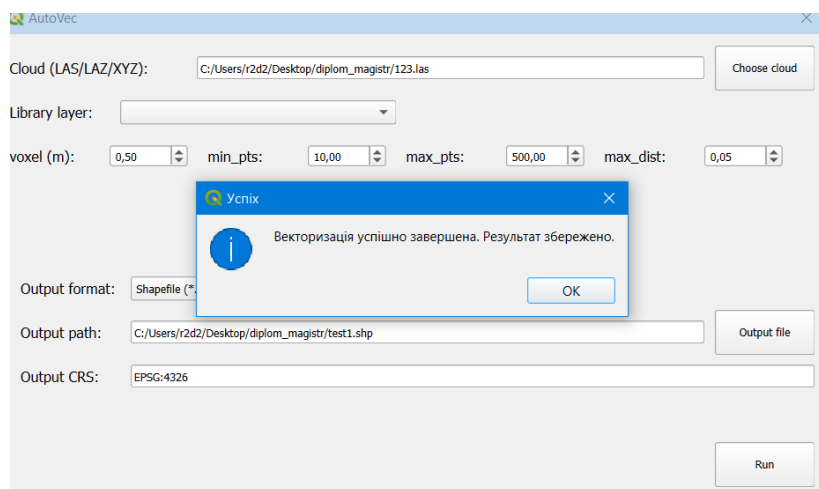 AutoVec
Cloud (LAS/LAZ/XYZ): C:/Users/r2d2/Desktop/diplom_magistr/123.las Choose cloud
Library layer:
voxel (m): 0,50 min_pts: 10,00 max_pts: 500,00 max_dist: 0,05
Успіх
Векторизація успішно завершена. Результат збережено.
OK
Output format: Shapefile (*.
Output path: C:/Users/r2d2/Desktop/diplom_magistr/test1.shp Output file
Output CRS: EPSG:4326
Run